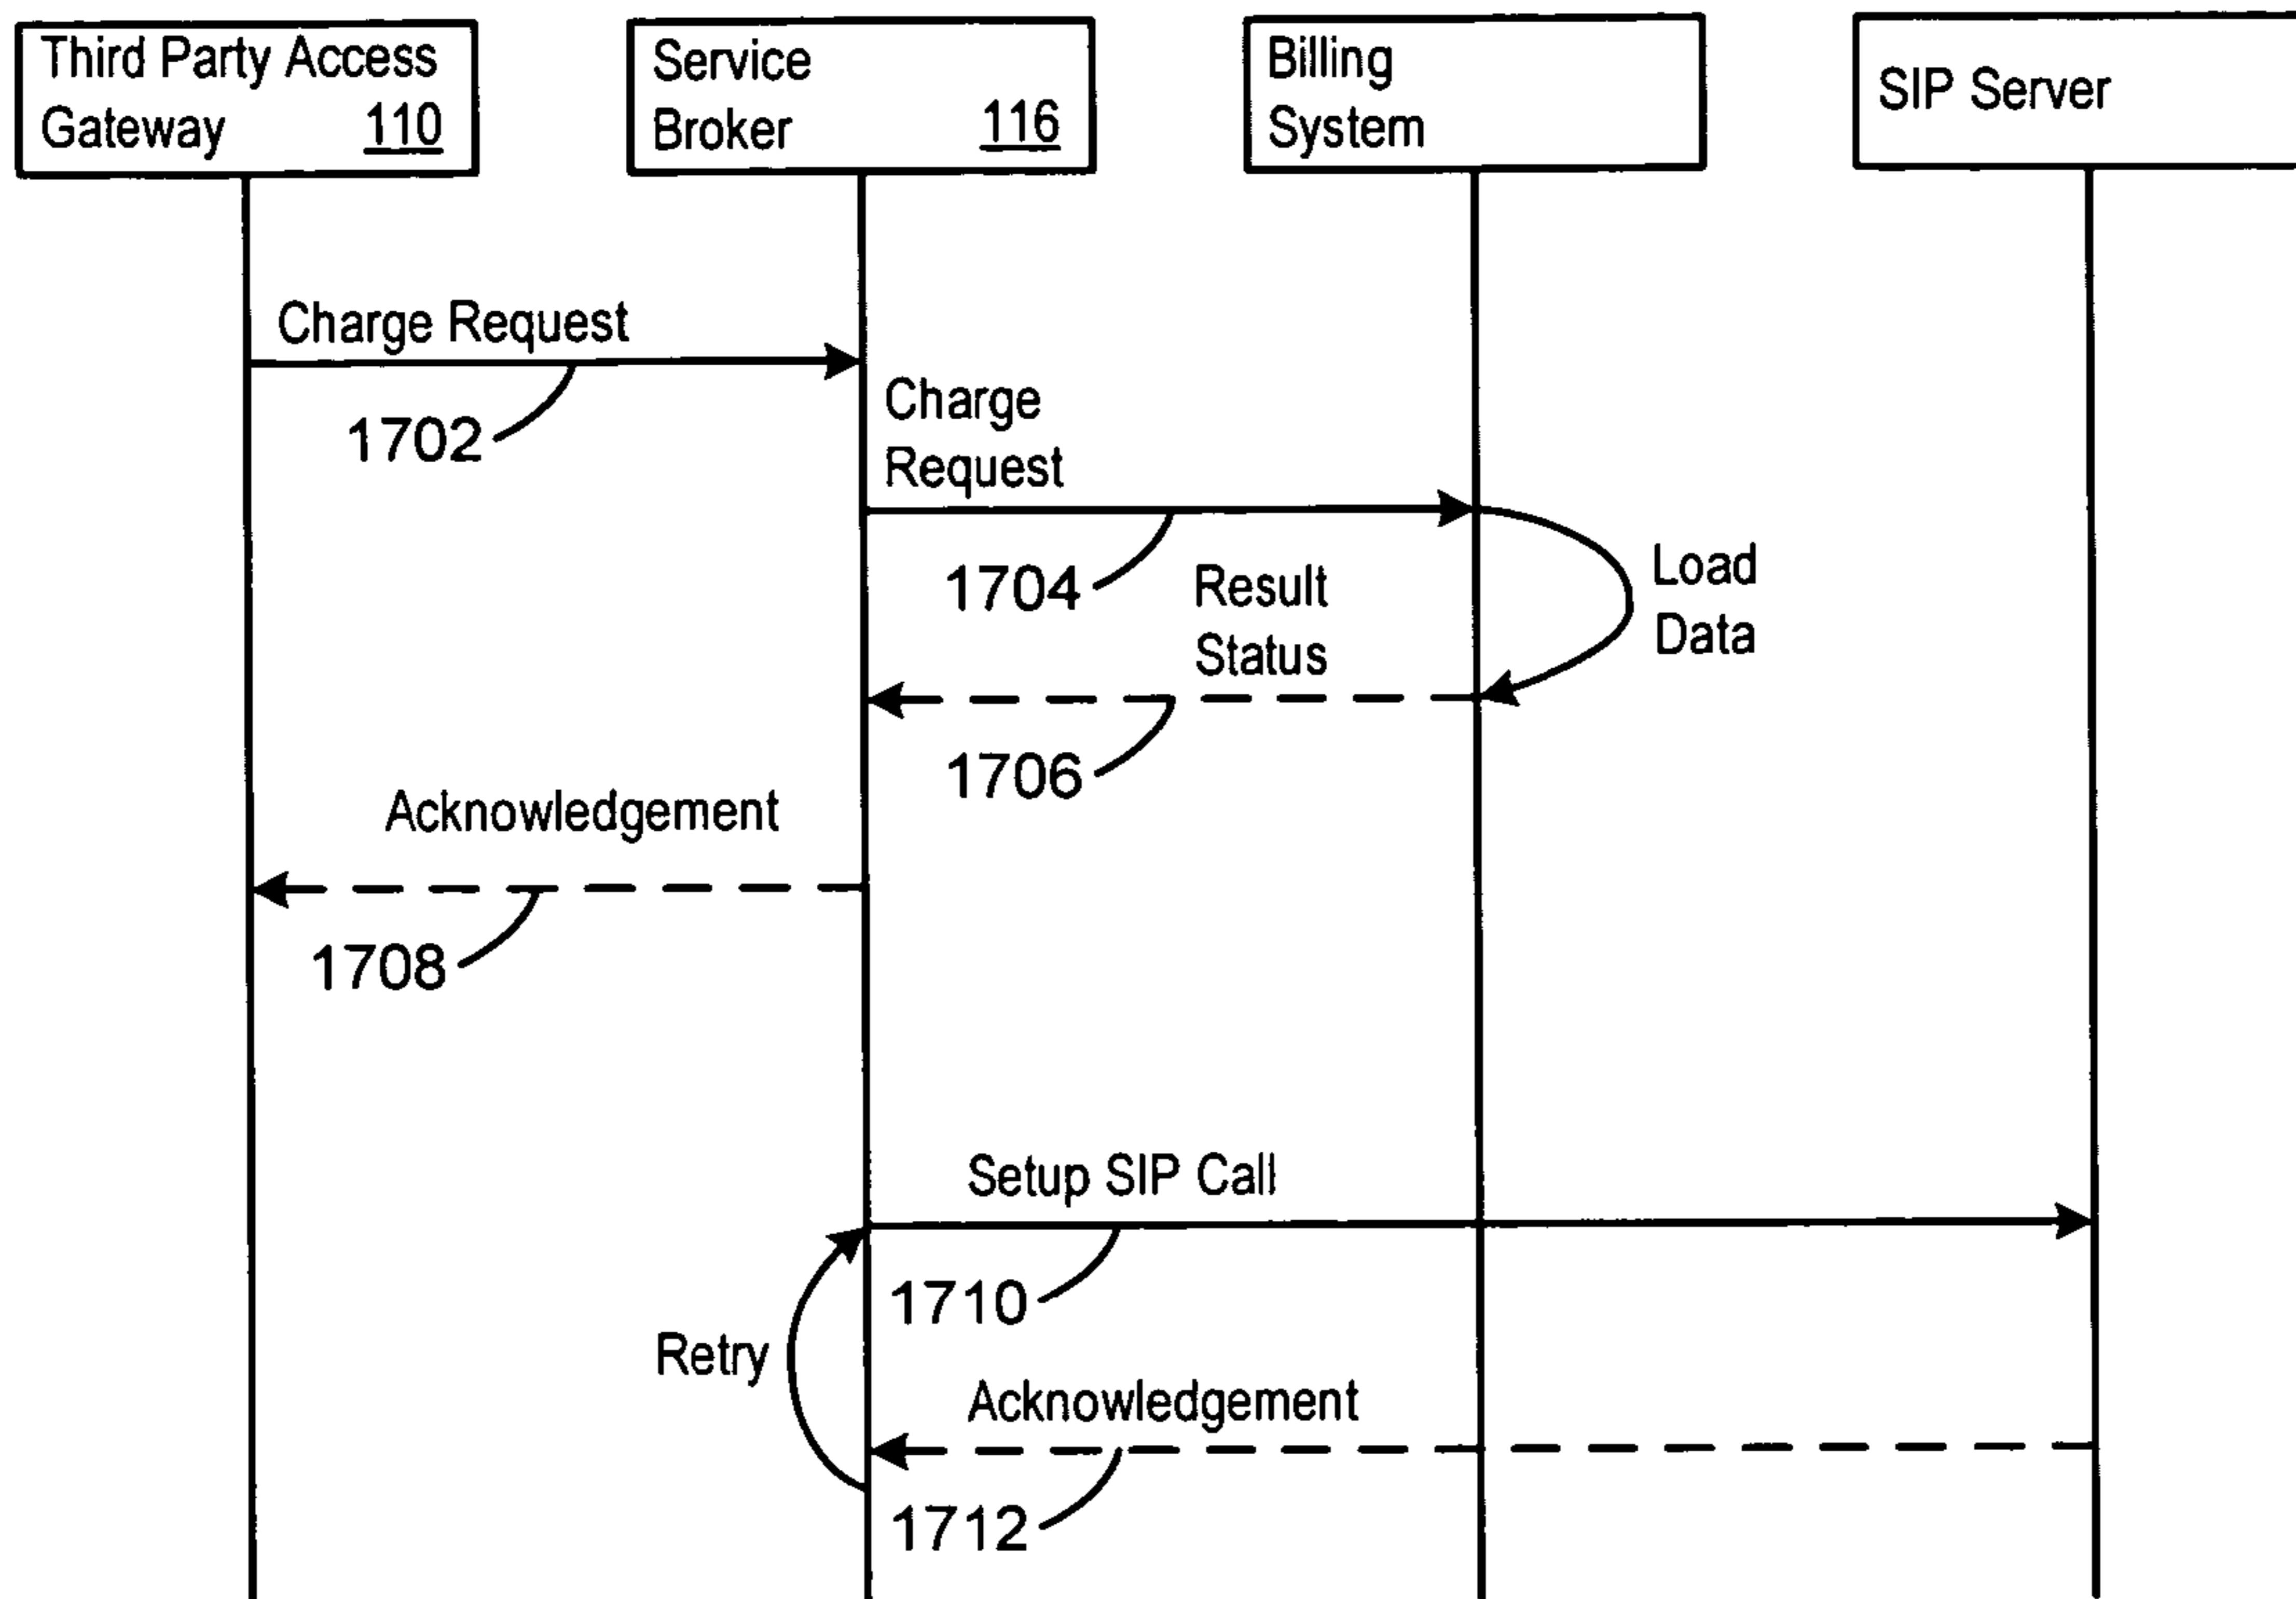 Third Party Access
Gateway 110
Service
Broker 116
Billing
System
SIP Server
Charge Request
1702
Charge
Request
1704
Load
Data
Result
Status
1706
Acknowledgement
1708
Setup SIP Call
1710
Retry
Acknowledgement
1712